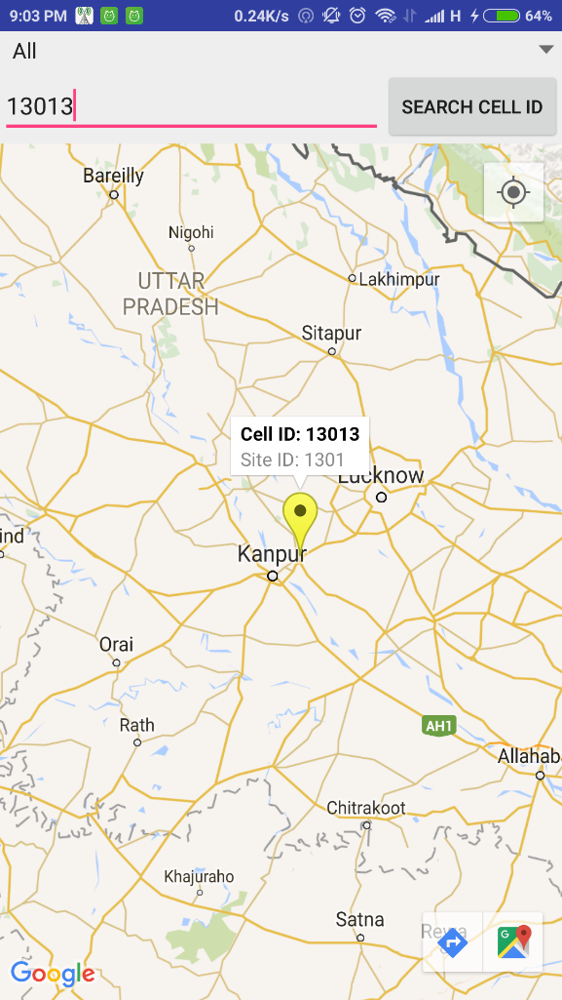 9:03 PM 0.24K/s H 64%
All
13013
SEARCH CELL ID
Bareilly
Nigohi
UTTAR
PRADESH
Lakhimpur
Sitapur
Cell ID: 13013
Site ID: 1301
Lucknow
ind
Kanpur
Orai
Rath
AH1
Allahab
Chitrakoot
Khajuraho
Satna
Rewa
G
Google